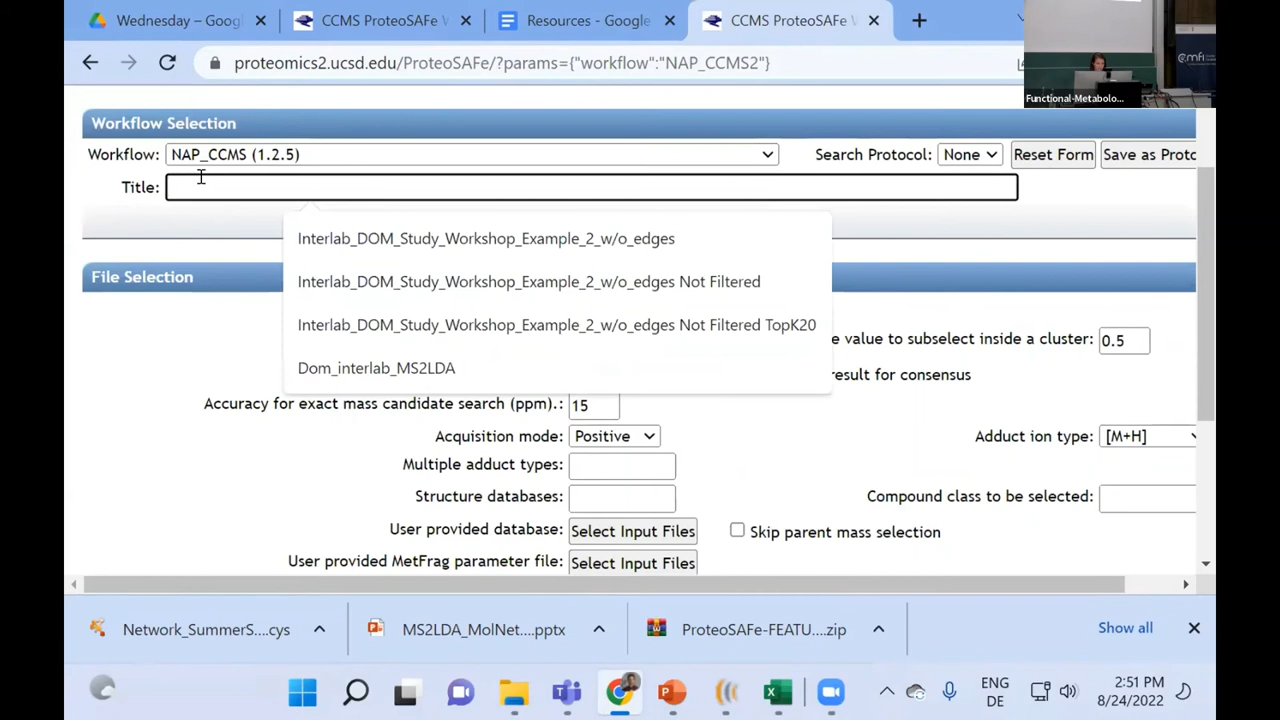 Wednesday – Googl
CCMS ProteoSAFe W
Resources - Google
CCMS ProteoSAFe W
proteomics2.ucsd.edu/ProteoSAFe/?params={"workflow":"NAP_CCMS2"}
cmfi
Functional-Metabolo...
Workflow Selection
Workflow: NAP_CCMS (1.2.5) Search Protocol: None Reset Form Save as Proto
Title:
Interlab_DOM_Study_Workshop_Example_2_w/o_edges
File Selection
Interlab_DOM_Study_Workshop_Example_2_w/o_edges Not Filtered
Interlab_DOM_Study_Workshop_Example_2_w/o_edges Not Filtered TopK20
e value to subselect inside a cluster: 0.5
Dom_interlab_MS2LDA
result for consensus
Accuracy for exact mass candidate search (ppm).: 15
Acquisition mode: Positive Adduct ion type: [M+H]
Multiple adduct types:
Structure databases: Compound class to be selected:
User provided database: Select Input Files Skip parent mass selection
User provided MetFrag parameter file: Select Input Files
Network_SummerS....cys
MS2LDA_MolNet....pptx
ProteoSAFe-FEATU....zip
Show all
ENG
DE
2:51 PM
8/24/2022